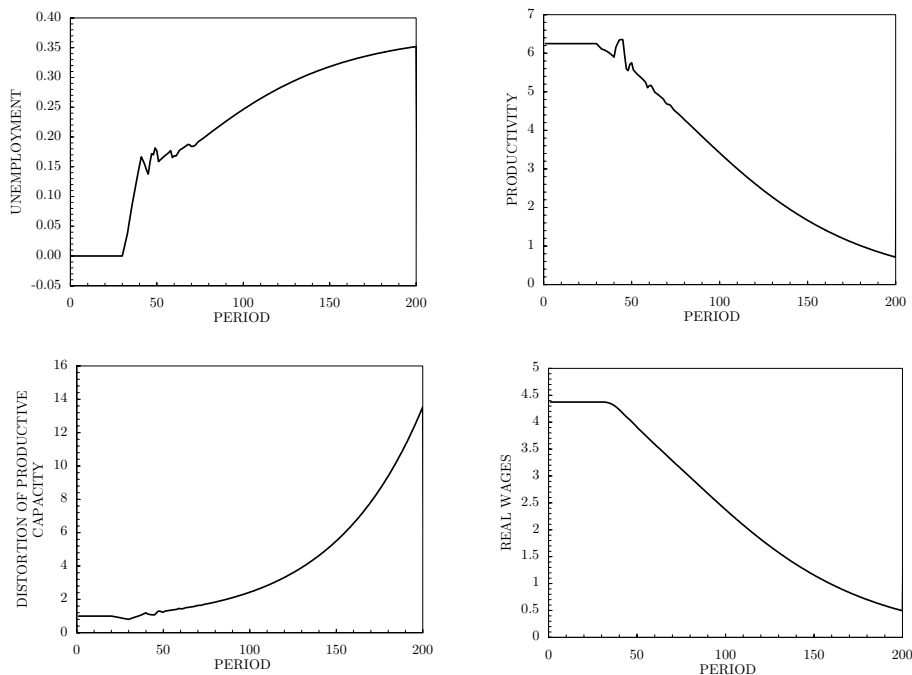 0.40
0.35
0.30
0.25
0.20
0.15
0.10
0.05
0.00
-0.05
UNEMPLOYMENT
0 50 100 150 200
PERIOD
7
6
5
4
3
2
1
0
PRODUCTIVITY
0 50 100 150 200
PERIOD
16
14
12
10
8
6
4
2
0
DISTORTION OF PRODUCTIVE
CAPACITY
0 50 100 150 200
PERIOD
5
4.5
4
3.5
3
2.5
2
1.5
1
0.5
0
REAL WAGES
0 50 100 150 200
PERIOD